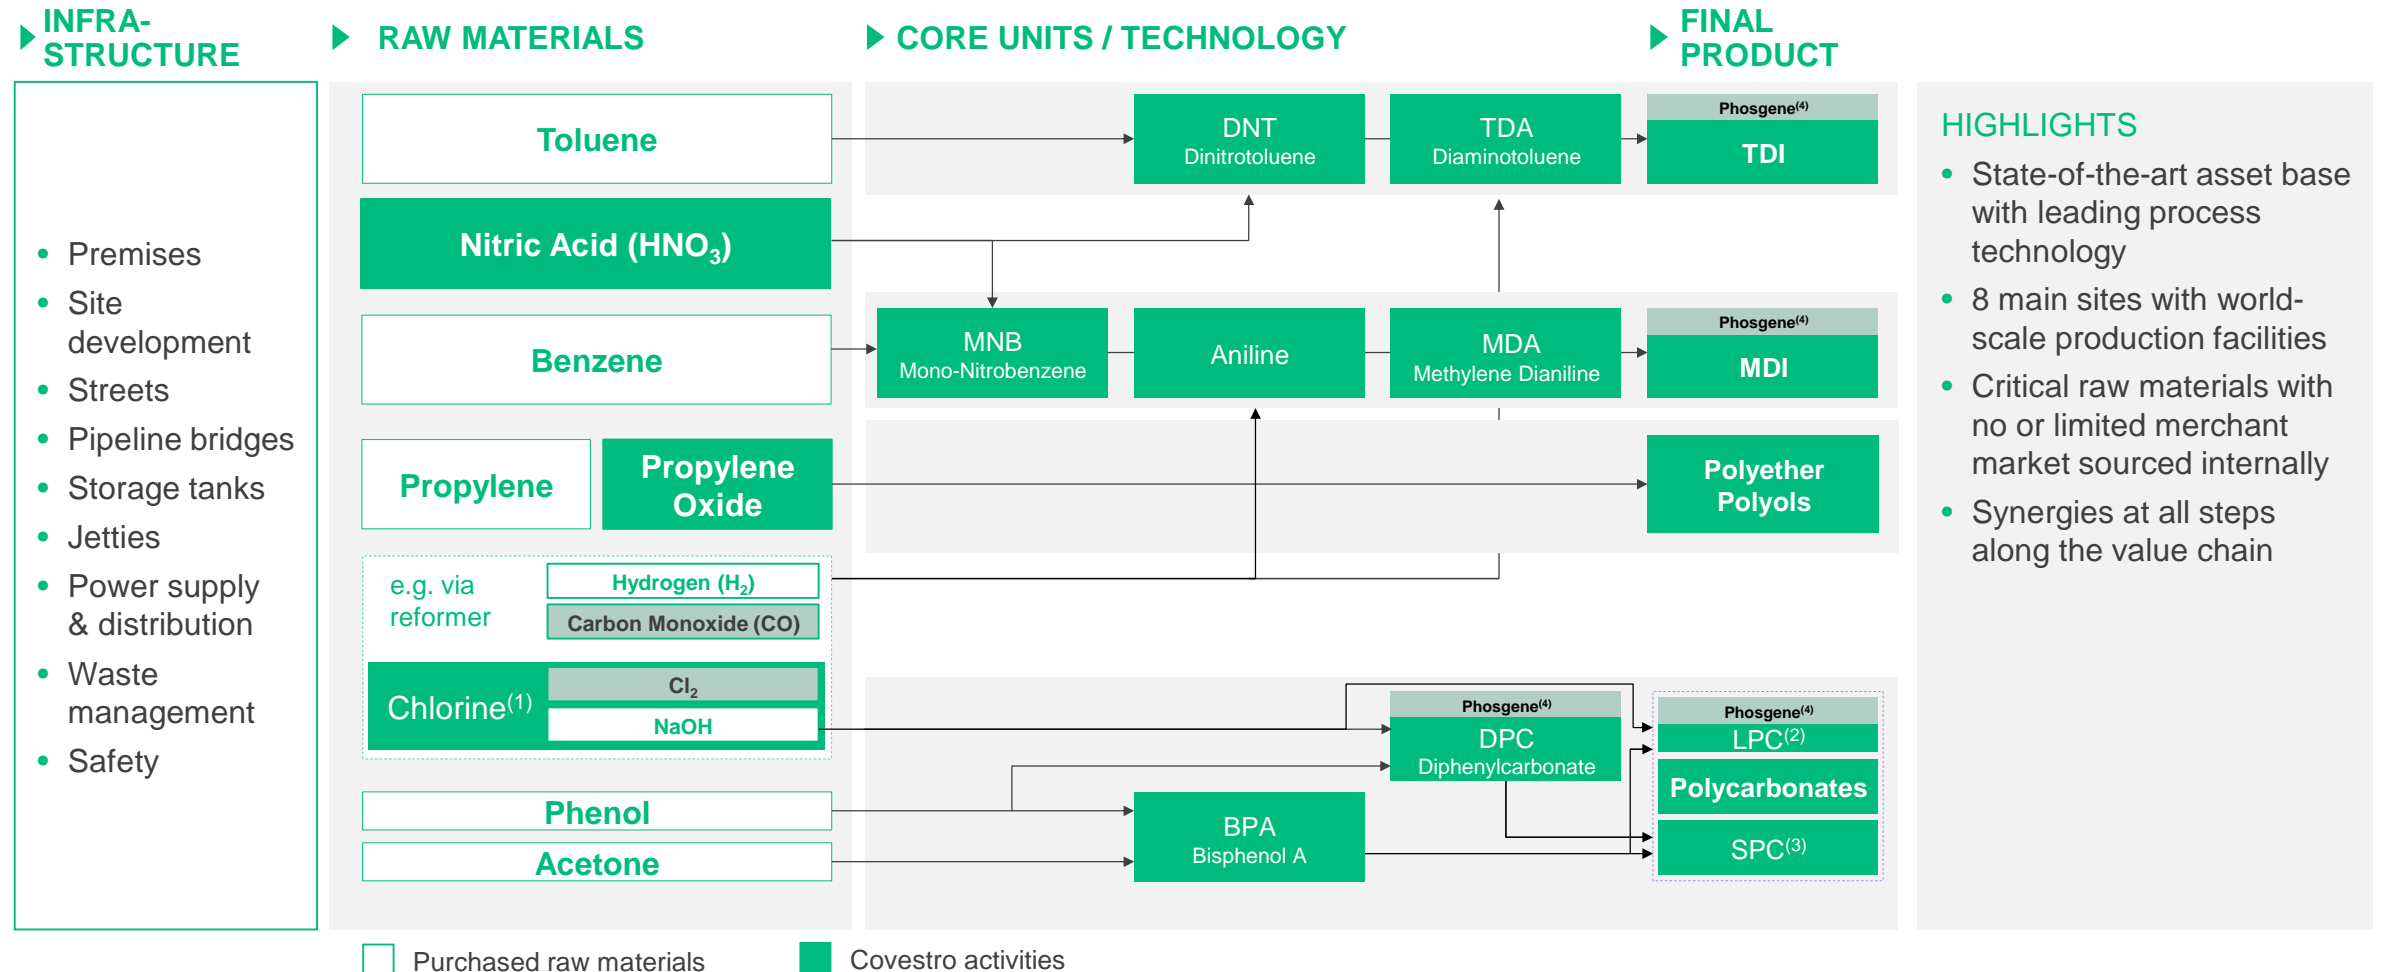 INFRA-
STRUCTURE
RAW MATERIALS
CORE UNITS / TECHNOLOGY
FINAL
PRODUCT
• Premises
• Site
development
• Streets
• Pipeline bridges
• Storage tanks
• Jetties
• Power supply
& distribution
• Waste
management
• Safety
Toluene
Nitric Acid (HNO₃)
Benzene
Propylene
Propylene
Oxide
e.g. via
reformer
Hydrogen (H₂)
Carbon Monoxide (CO)
Chlorine⁽¹⁾
Cl₂
NaOH
Phenol
Acetone
DNT
Dinitrotoluene
TDA
Diaminotoluene
Phosgene⁽⁴⁾
TDI
MNB
Mono-Nitrobenzene
Aniline
MDA
Methylene Dianiline
Phosgene⁽⁴⁾
MDI
Polyether
Polyols
Phosgene⁽⁴⁾
DPC
Diphenylcarbonate
BPA
Bisphenol A
Phosgene⁽⁴⁾
LPC⁽²⁾
Polycarbonates
SPC⁽³⁾
HIGHLIGHTS
• State-of-the-art asset base
with leading process
technology
• 8 main sites with world-
scale production facilities
• Critical raw materials with
no or limited merchant
market sourced internally
• Synergies at all steps
along the value chain
Purchased raw materials
Covestro activities